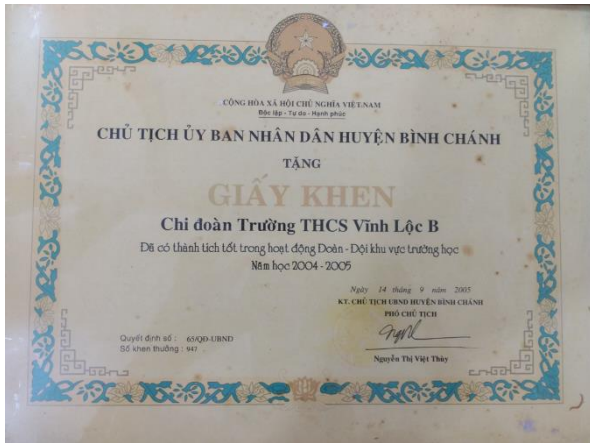 CỘNG HÒA XÃ HỘI CHỦ NGHĨA VIỆT NAM
Độc lập - Tự do - Hạnh phúc
CHỦ TỊCH ỦY BAN NHÂN DÂN HUYỆN BÌNH CHÁNH
TẶNG
GIẤY KHEN
Chi đoàn Trường THCS Vĩnh Lộc B
Đã có thành tích tốt trong hoạt động Đoàn - Đội khu vực trường học
Năm học 2004 - 2005
Ngày 14 tháng 9 năm 2005
KT. CHỦ TỊCH UBND HUYỆN BÌNH CHÁNH
PHÓ CHỦ TỊCH
Quyết định số : 65/QĐ-UBND
Số khen thưởng : 947
Nguyễn Thị Việt Thùy